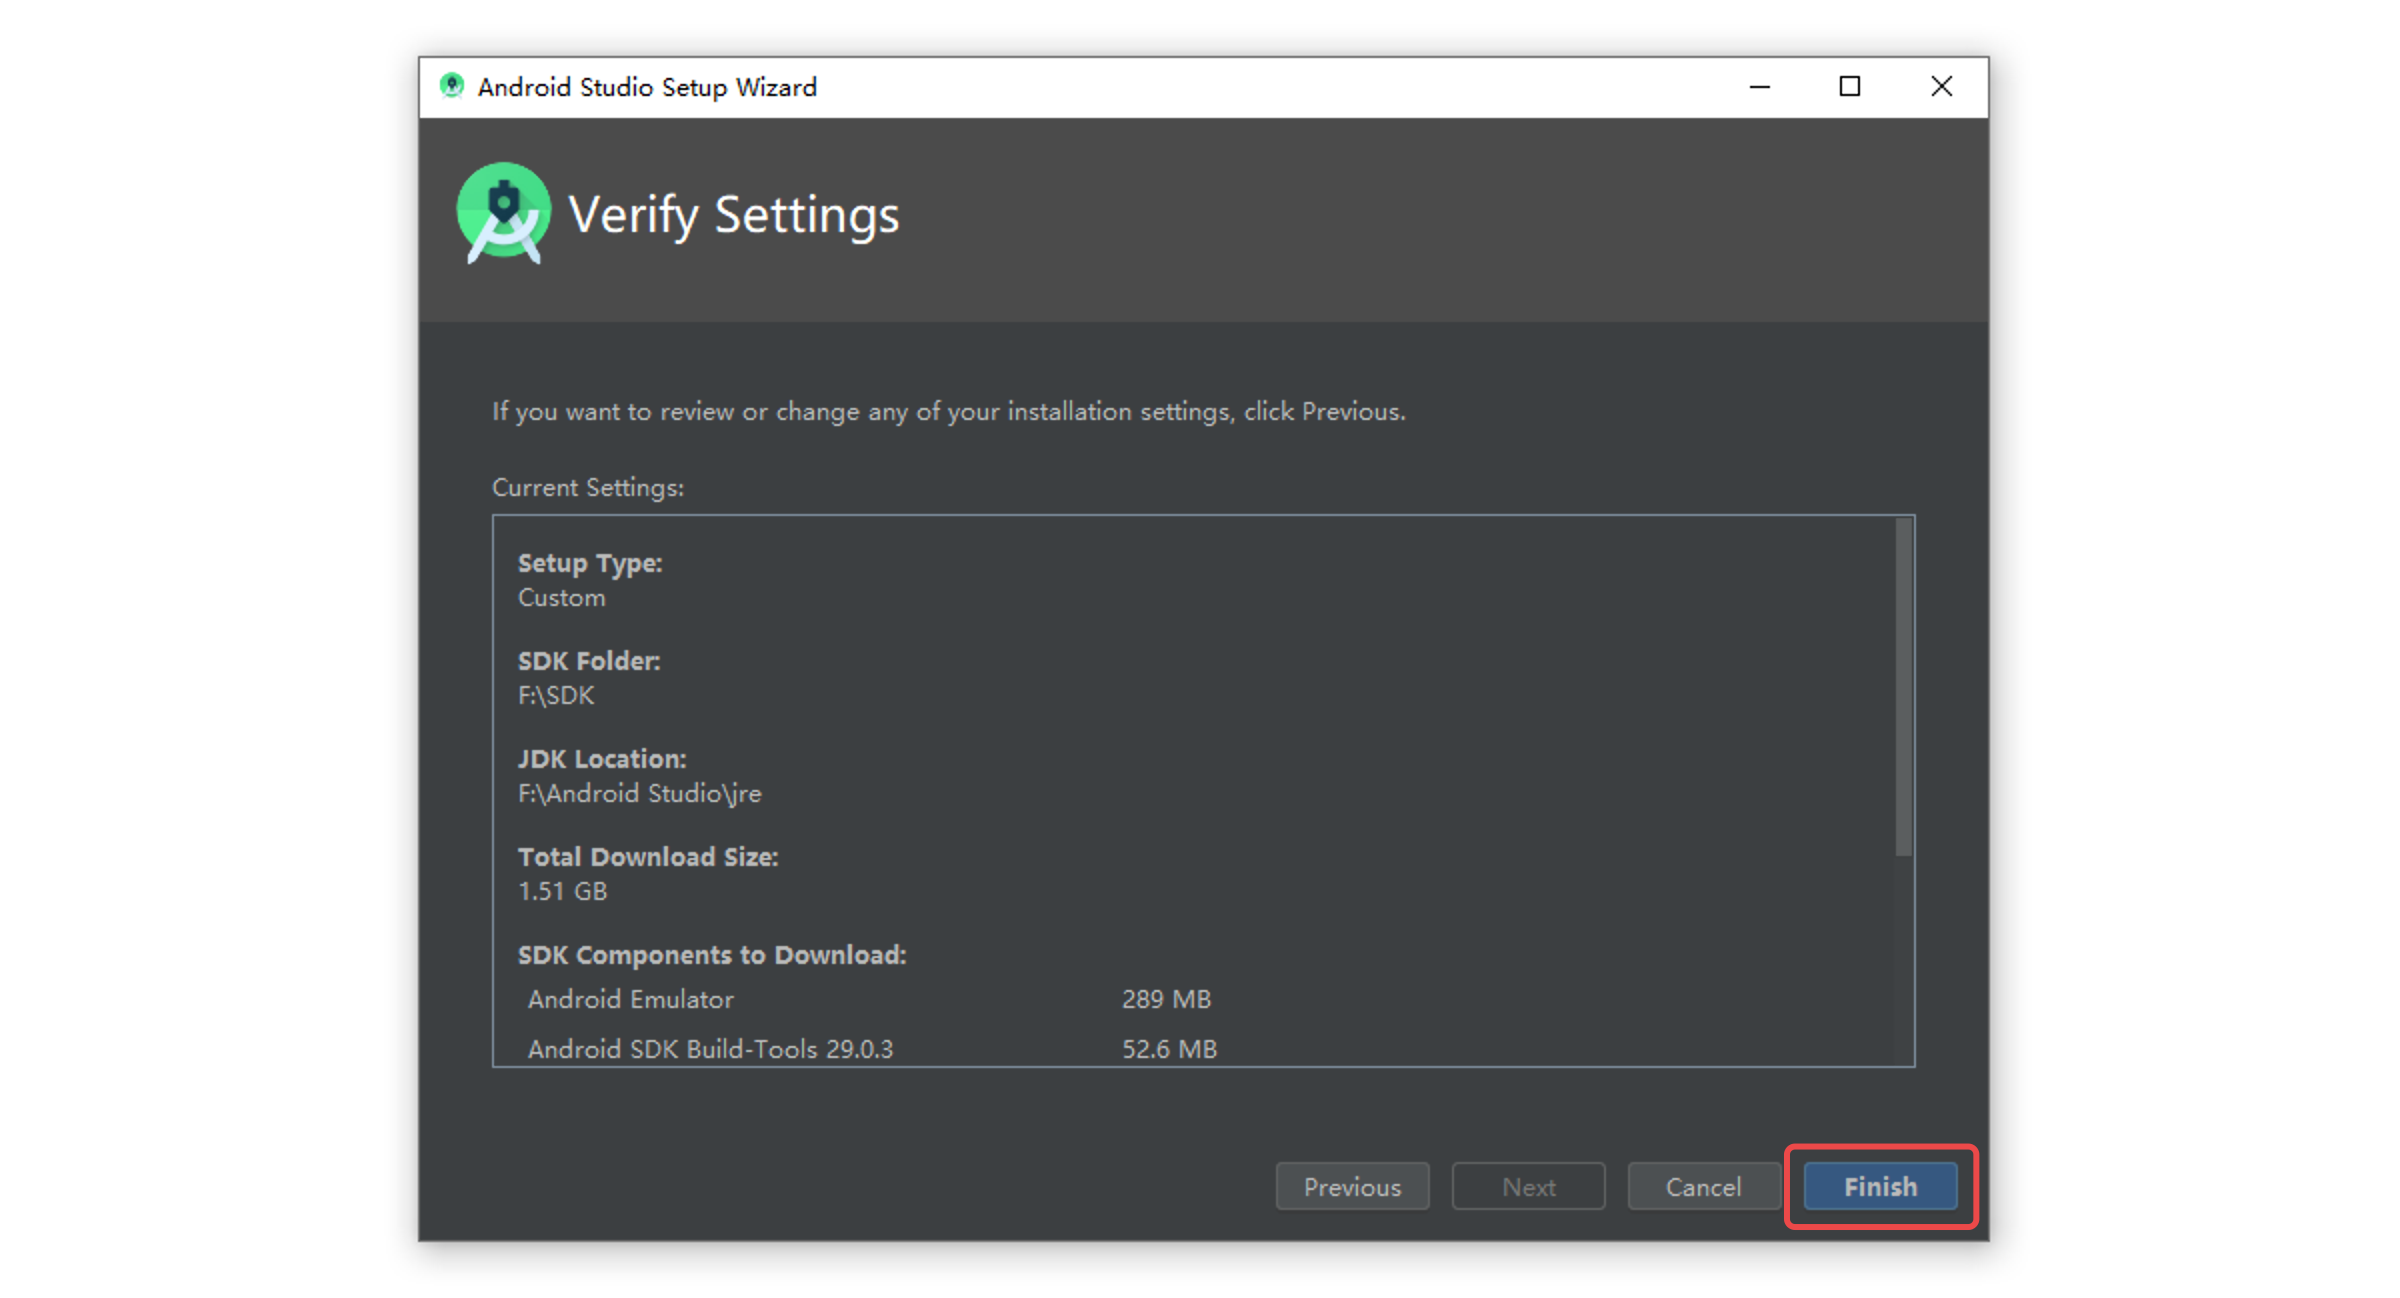 Android Studio Setup Wizard
Verify Settings
If you want to review or change any of your installation settings, click Previous.
Current Settings:
Setup Type:
Custom
SDK Folder:
F:\SDK
JDK Location:
F:\Android Studio\jre
Total Download Size:
1.51 GB
SDK Components to Download:
Android Emulator 289 MB
Android SDK Build-Tools 29.0.3 52.6 MB
Previous Next Cancel Finish